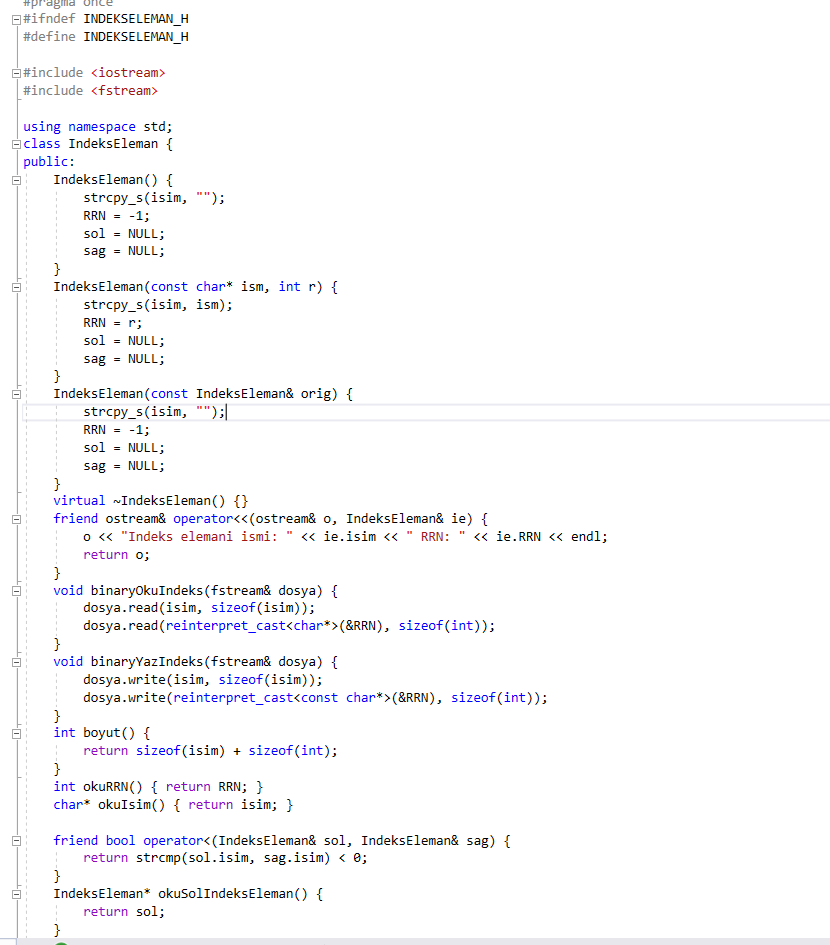 #pragma once
#ifndef INDEKSELEMAN_H
#define INDEKSELEMAN_H
#include <iostream>
#include <fstream>
using namespace std;
class IndeksEleman {
public:
IndeksEleman() {
strcpy_s(isim, "");
RRN = -1;
sol = NULL;
sag = NULL;
}
IndeksEleman(const char* ism, int r) {
strcpy_s(isim, ism);
RRN = r;
sol = NULL;
sag = NULL;
}
IndeksEleman(const IndeksEleman& orig) {
strcpy_s(isim, "");
RRN = -1;
sol = NULL;
sag = NULL;
}
virtual ~IndeksEleman() {}
friend ostream& operator<<(ostream& o, IndeksEleman& ie) {
o << "Indeks elemani ismi: " << ie.isim << " RRN: " << ie.RRN << endl;
return o;
}
void binaryOkuIndeks(fstream& dosya) {
dosya.read(isim, sizeof(isim));
dosya.read(reinterpret_cast<char*>(&RRN), sizeof(int));
}
void binaryYazIndeks(fstream& dosya) {
dosya.write(isim, sizeof(isim));
dosya.write(reinterpret_cast<const char*>(&RRN), sizeof(int));
}
int boyut() {
return sizeof(isim) + sizeof(int);
}
int okuRRN() { return RRN; }
char* okuIsim() { return isim; }
friend bool operator<(IndeksEleman& sol, IndeksEleman& sag) {
return strcmp(sol.isim, sag.isim) < 0;
}
IndeksEleman* okuSolIndeksEleman() {
return sol;
}